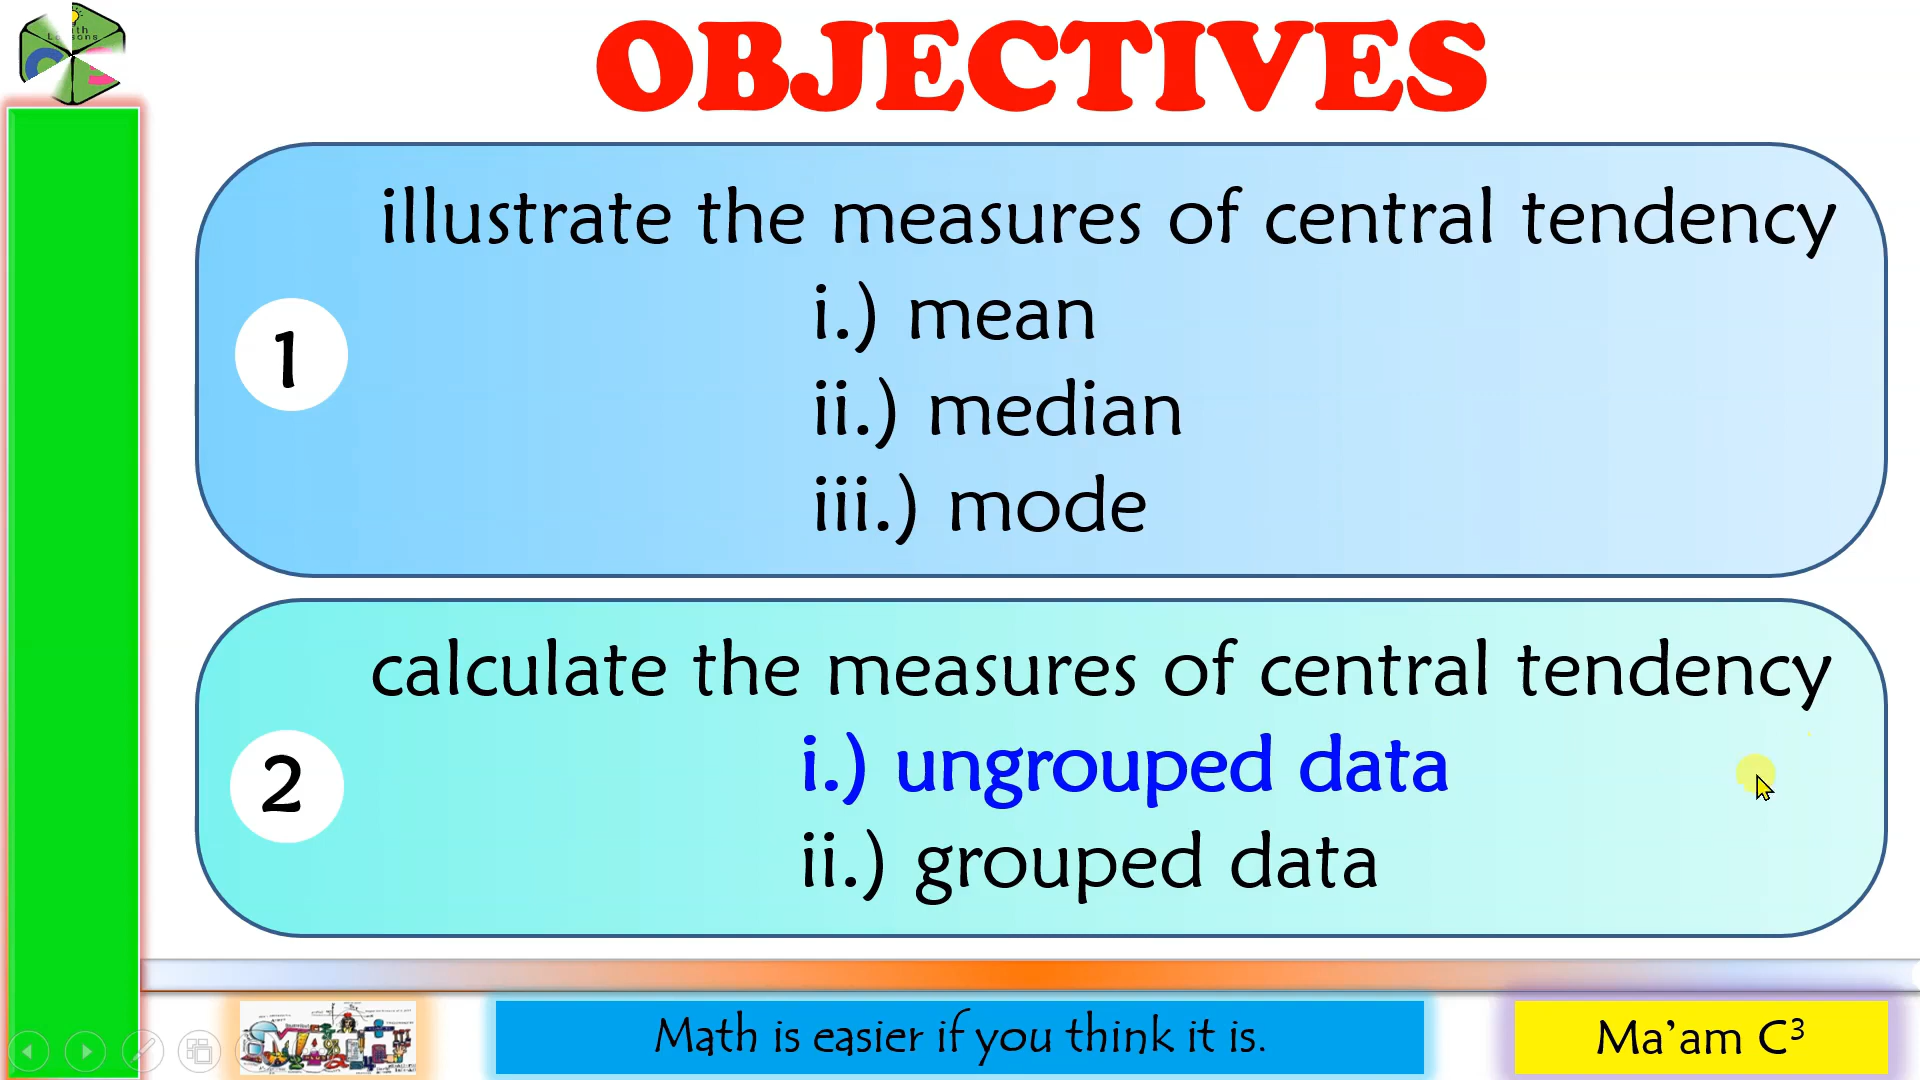 OBJECTIVES
illustrate the measures of central tendency
i.) mean
ii.) median
iii.) mode
1
calculate the measures of central tendency
i.) ungrouped data
ii.) grouped data
2
MATH
Math is easier if you think it is.
Ma'am C³